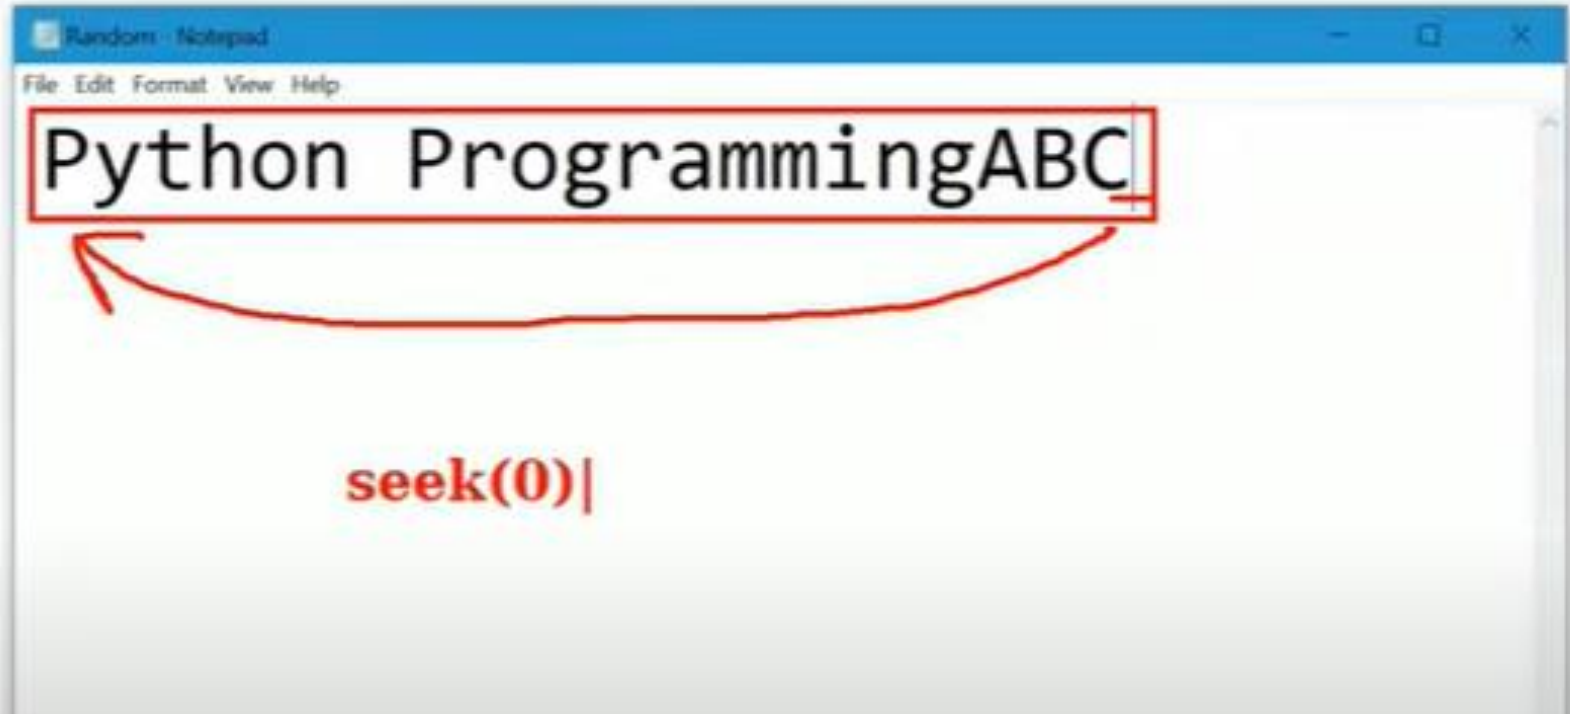 Random - Notepad
File Edit Format View Help
Python ProgrammingABC
seek(0)|